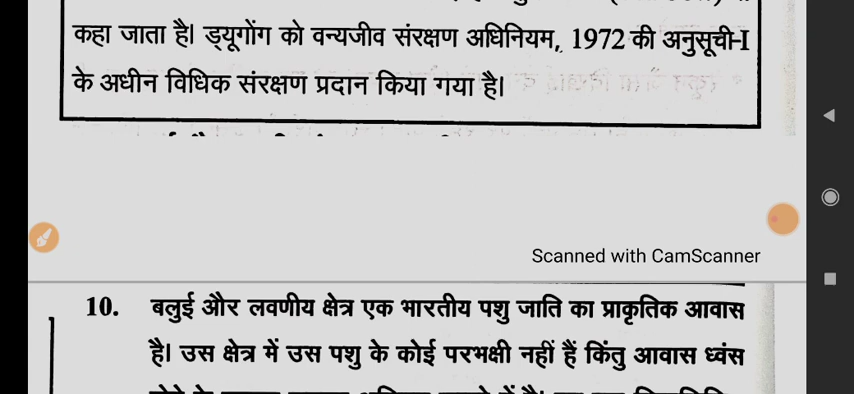 कहा जाता है। ड्यूगोंग को वन्यजीव संरक्षण अधिनियम, 1972 की अनुसूची-I
के अधीन विधिक संरक्षण प्रदान किया गया है।
Scanned with CamScanner
10. बलुई और लवणीय क्षेत्र एक भारतीय पशु जाति का प्राकृतिक आवास
है। उस क्षेत्र में उस पशु के कोई परभक्षी नहीं हैं किंतु आवास ध्वंस